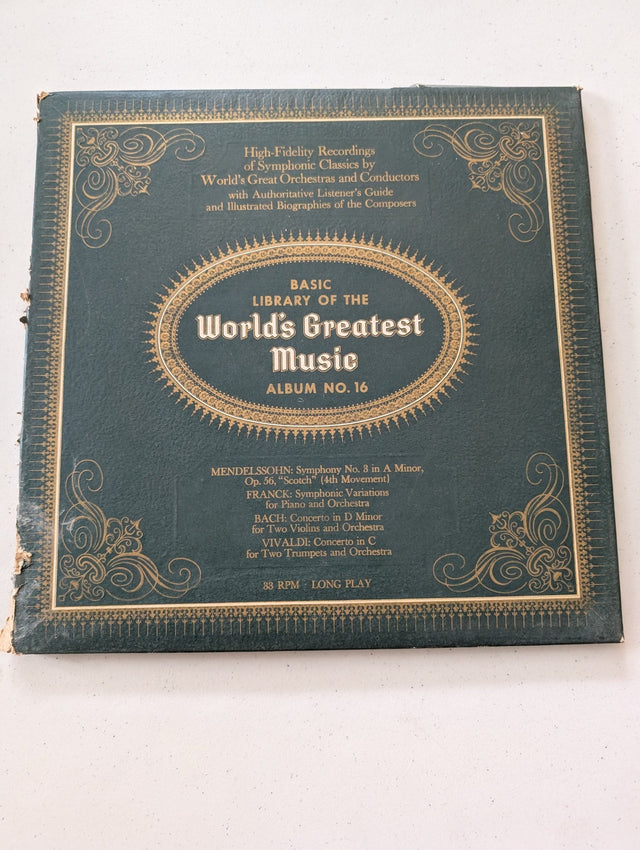 High-Fidelity Recordings
of Symphonic Classics by
World's Great Orchestras and Conductors
with Authoritative Listener's Guide
and Illustrated Biographies of the Composers
BASIC
LIBRARY OF THE
World's Greatest
Music
ALBUM NO. 16
MENDELSSOHN: Symphony No. 3 in A Minor,
Op. 56, "Scotch" (4th Movement)
FRANCK: Symphonic Variations
for Piano and Orchestra
BACH: Concerto in D Minor
for Two Violins and Orchestra
VIVALDI: Concerto in C
for Two Trumpets and Orchestra
33 RPM · LONG PLAY